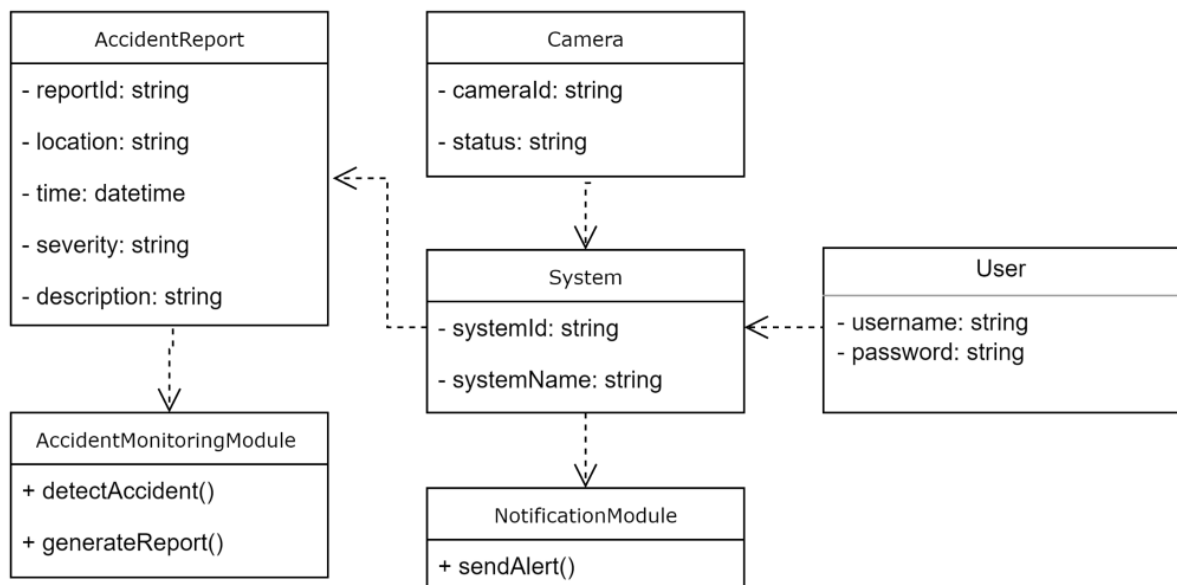 AccidentReport
- reportId: string
- location: string
- time: datetime
- severity: string
- description: string
Camera
- cameraId: string
- status: string
System
- systemId: string
- systemName: string
User
- username: string
- password: string
AccidentMonitoringModule
+ detectAccident()
+ generateReport()
NotificationModule
+ sendAlert()